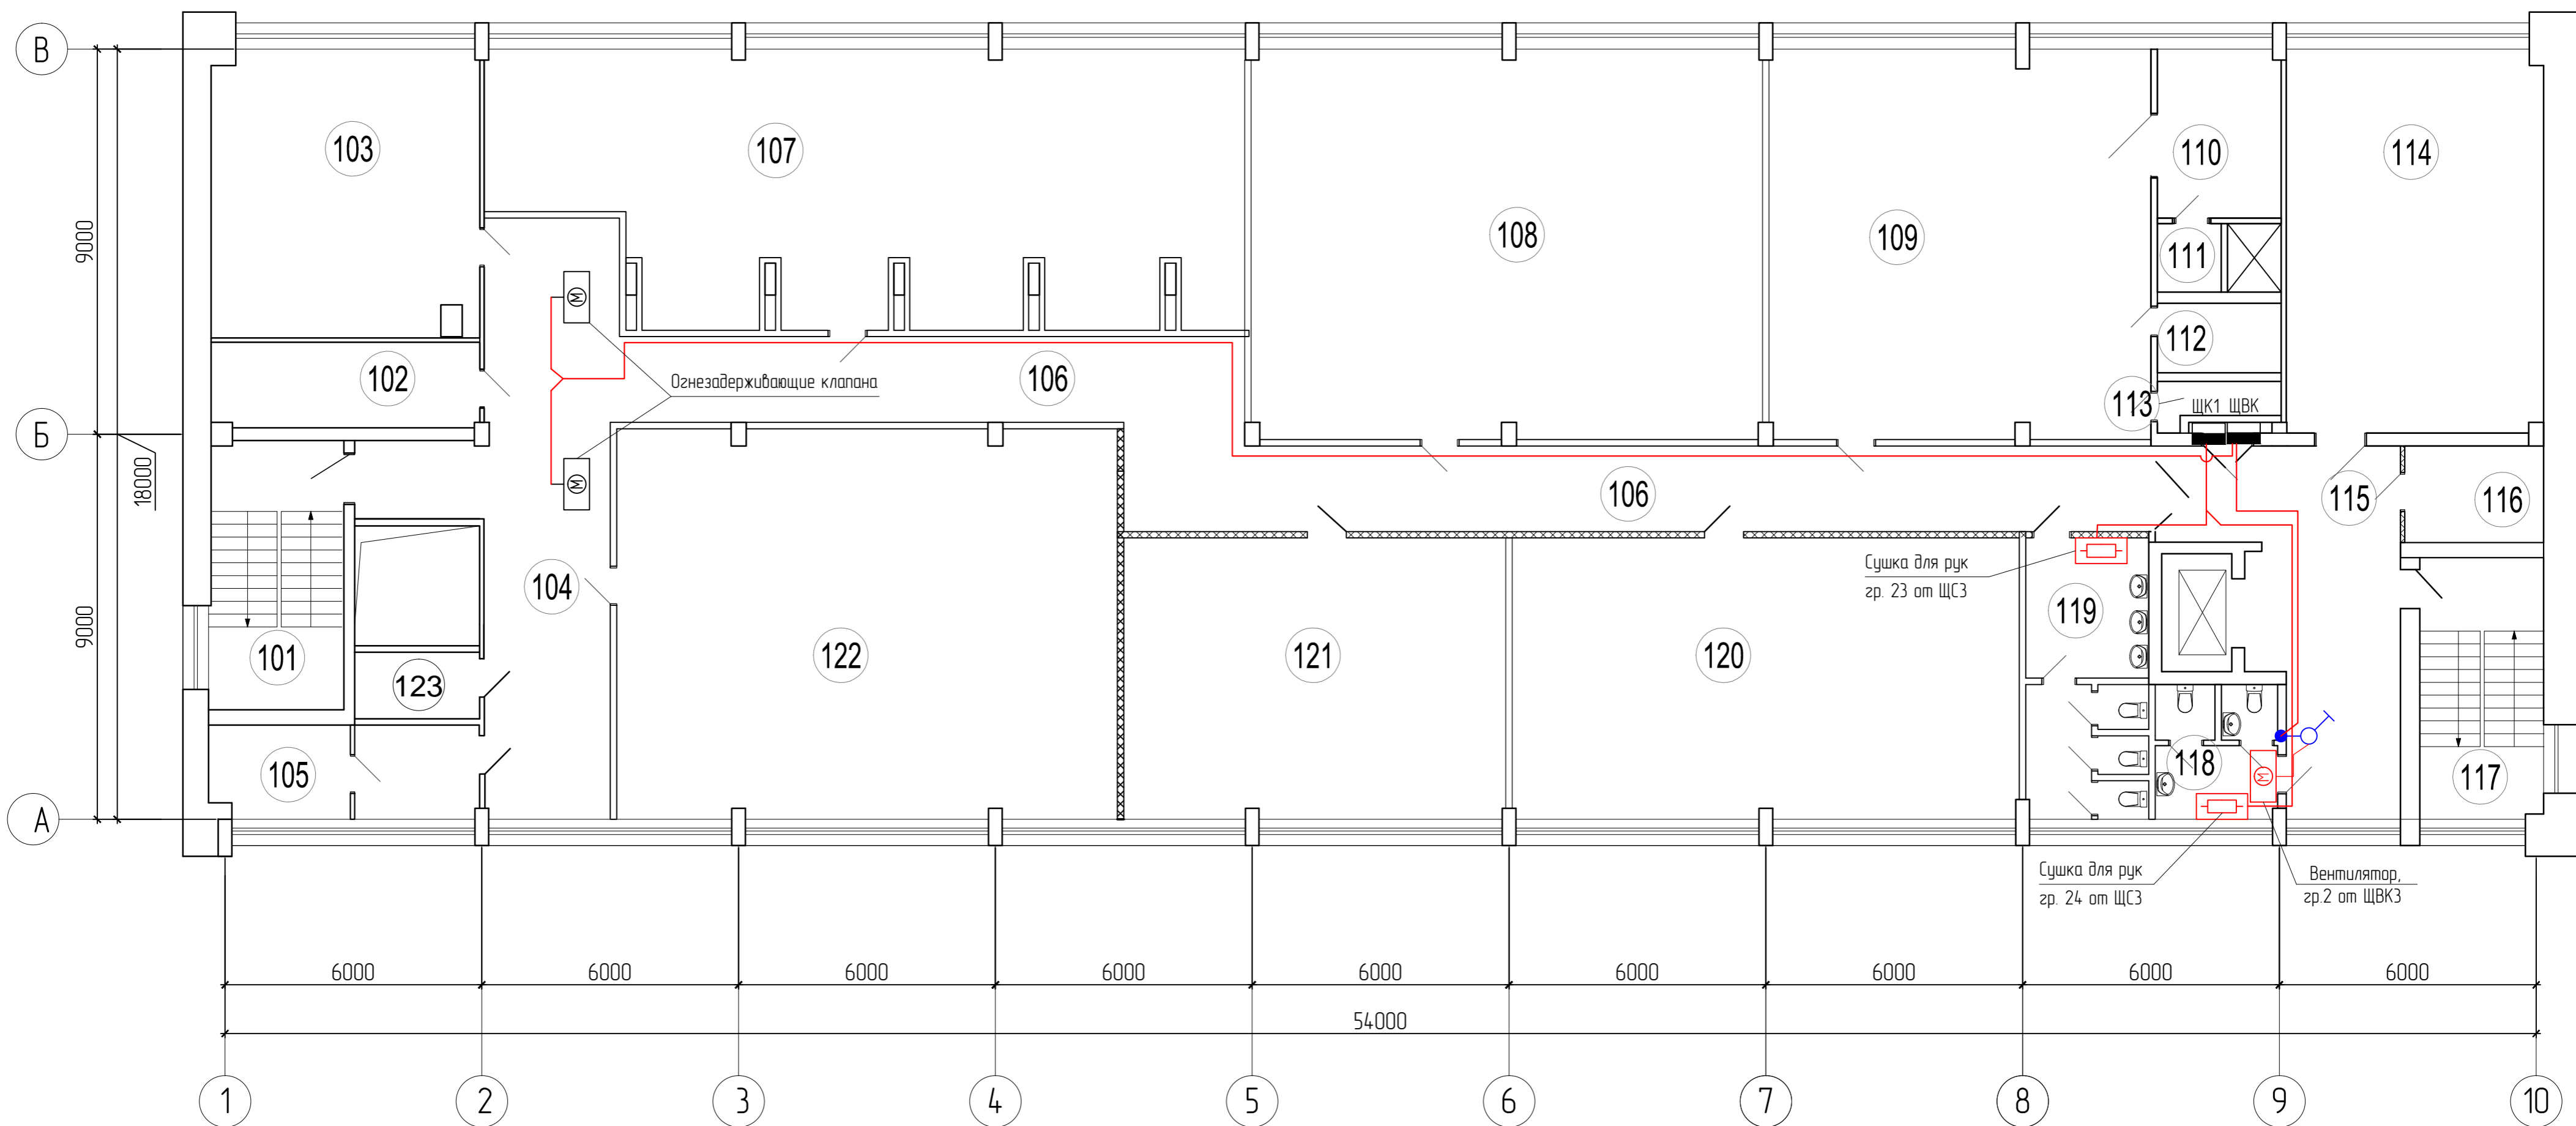 В
103
107
108
109
110
114
9000
111
112
102
Огнезадерживающие клапана
106
113
ЩК1 ЩВК
Б
18000
106
115
116
104
Сушка для рук
гр. 23 от ЩС3
119
9000
101
123
122
121
120
118
117
105
А
Сушка для рук
гр. 24 от ЩС3
Вентилятор,
гр.2 от ЩВК3
М
М
М
6000 6000 6000 6000 6000 6000 6000 6000 6000
54000
1 2 3 4 5 6 7 8 9 10